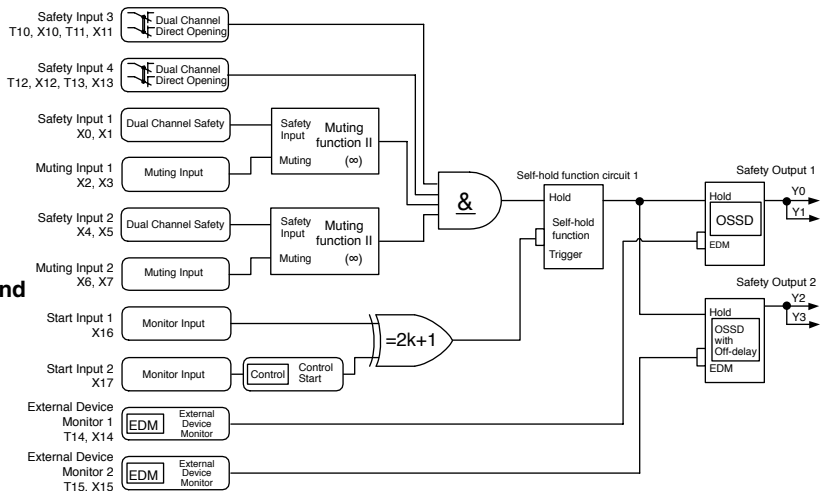 Safety Input 3
T10, X10, T11, X11
Dual Channel
Direct Opening
Safety Input 4
T12, X12, T13, X13
Dual Channel
Direct Opening
Safety Input 1
X0, X1
Dual Channel Safety
Safety
Input
Muting
function II
(∞)
Muting
Muting Input 1
X2, X3
Muting Input
Safety Input 2
X4, X5
Dual Channel Safety
Safety
Input
Muting
function II
(∞)
Muting
Muting Input 2
X6, X7
Muting Input
nd
&
Self-hold function circuit 1
Hold
Self-hold
function
Trigger
Safety Output 1
Hold
OSSD
EDM
Y0
Y1
Safety Output 2
Hold
OSSD
with
Off-delay
EDM
Y2
Y3
Start Input 1
X16
Monitor Input
=2k+1
Start Input 2
X17
Monitor Input
Control
Control
Start
External Device
Monitor 1
T14, X14
EDM
External
Device
Monitor
External Device
Monitor 2
T15, X15
EDM
External
Device
Monitor